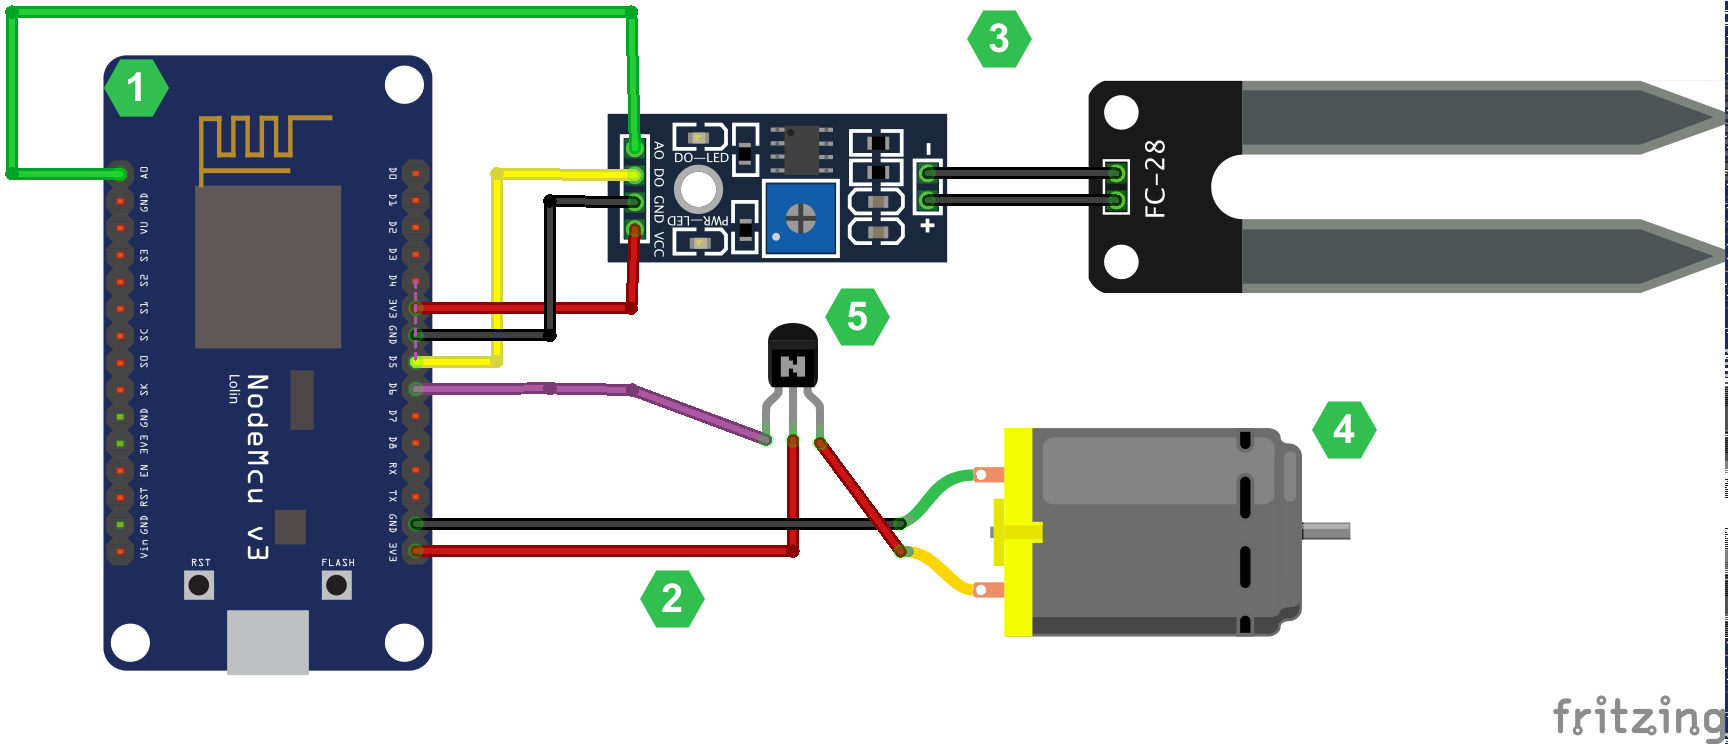 1
3
A0
GND
VU
S3
S2
S1
SC
S0
SK
GND
3V3
EN
RST
GND
Vin
D0
D1
D2
D3
D4
3V3
GND
D5
D6
D7
D8
RX
TX
GND
3V3
NodeMcu v3
Lolin
RST
FLASH
AO
DO
GND
VCC
DO-LED
PWR-LED
-
+
FC-28
5
N
4
2
fritzing